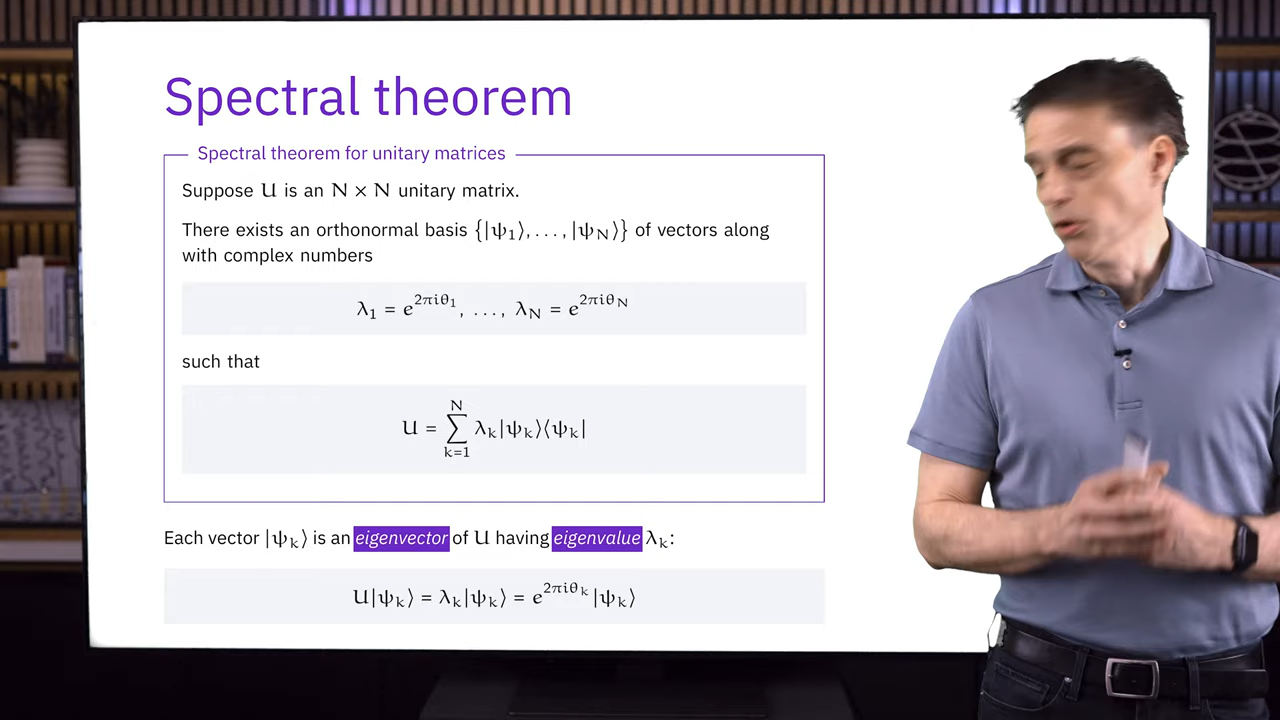 Spectral theorem
Spectral theorem for unitary matrices
Suppose U is an N × N unitary matrix.
There exists an orthonormal basis {|ψ₁⟩, . . . , |ψ_N⟩} of vectors along
with complex numbers
λ₁ = e^{2πiθ₁}, . . . , λ_N = e^{2πiθ_N}
such that
U = ∑_{k=1}^{N} λ_k|ψ_k⟩⟨ψ_k|
Each vector |ψ_k⟩ is an eigenvector of U having eigenvalue λ_k:
U|ψ_k⟩ = λ_k|ψ_k⟩ = e^{2πiθ_k}|ψ_k⟩